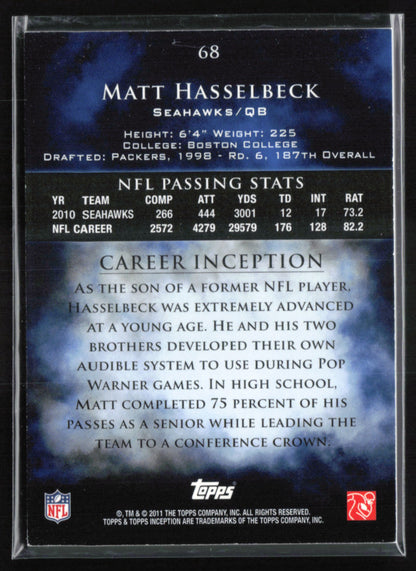 68
MATT HASSELBECK
SEAHAWKS/QB
HEIGHT: 6'4" WEIGHT: 225
COLLEGE: BOSTON COLLEGE
DRAFTED: PACKERS, 1998 - RD. 6, 187TH OVERALL
NFL PASSING STATS
YR TEAM COMP ATT YDS TD INT RAT
2010 SEAHAWKS 266 444 3001 12 17 73.2
NFL CAREER 2572 4279 29579 176 128 82.2
CAREER INCEPTION
AS THE SON OF A FORMER NFL PLAYER,
HASSELBECK WAS EXTREMELY ADVANCED
AT A YOUNG AGE. HE AND HIS TWO
BROTHERS DEVELOPED THEIR OWN
AUDIBLE SYSTEM TO USE DURING POP
WARNER GAMES. IN HIGH SCHOOL,
MATT COMPLETED 75 PERCENT OF HIS
PASSES AS A SENIOR WHILE LEADING THE
TEAM TO A CONFERENCE CROWN.
NFL
Topps
®, TM & © 2011 THE TOPPS COMPANY, INC. ALL RIGHTS RESERVED.
TOPPS & TOPPS INCEPTION ARE TRADEMARKS OF THE TOPPS COMPANY, INC.